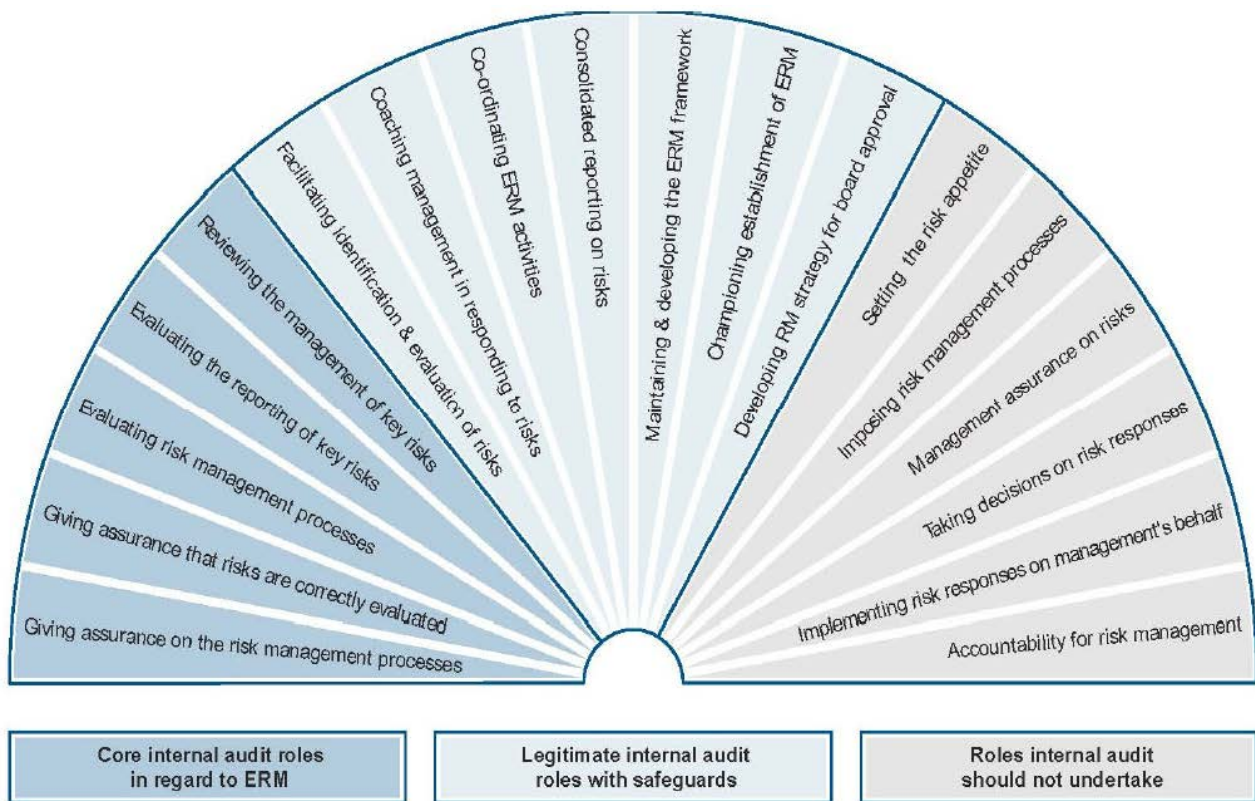 Giving assurance on the risk management processes
Giving assurance that risks are correctly evaluated
Evaluating risk management processes
Evaluating the reporting of key risks
Reviewing the management of key risks
Facilitating identification & evaluation of risks
Coaching management in responding to risks
Co-ordinating ERM activities
Consolidated reporting on risks
Maintaining & developing the ERM framework
Championing establishment of ERM
Developing RM strategy for board approval
Setting the risk appetite
Imposing risk management processes
Management assurance on risks
Taking decisions on risk responses
Implementing risk responses on management's behalf
Accountability for risk management
Core internal audit roles
in regard to ERM
Legitimate internal audit
roles with safeguards
Roles internal audit
should not undertake